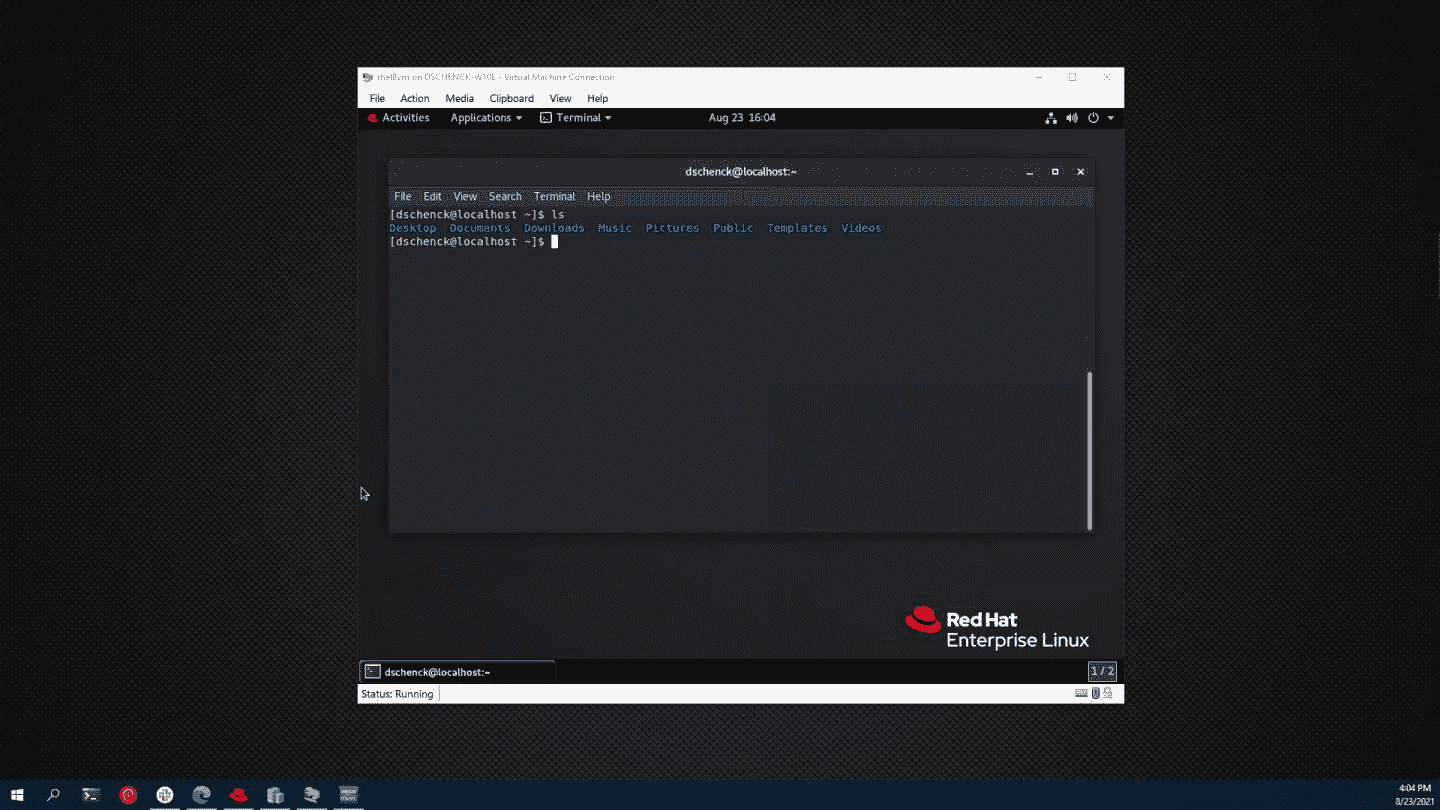 on DSCHENCK-W10E - Virtual Machine Connection
File Action Media Clipboard View Help
Activities Applications Terminal Aug 23 16:04
dschenck@localhost:~
File Edit View Search Terminal Help
[dschenck@localhost ~]$ ls
Desktop Documents Downloads Music Pictures Public Templates Videos
[dschenck@localhost ~]$
Red Hat
Enterprise Linux
dschenck@localhost:~ 1 / 2
Status: Running
4:04 PM
8/23/2021